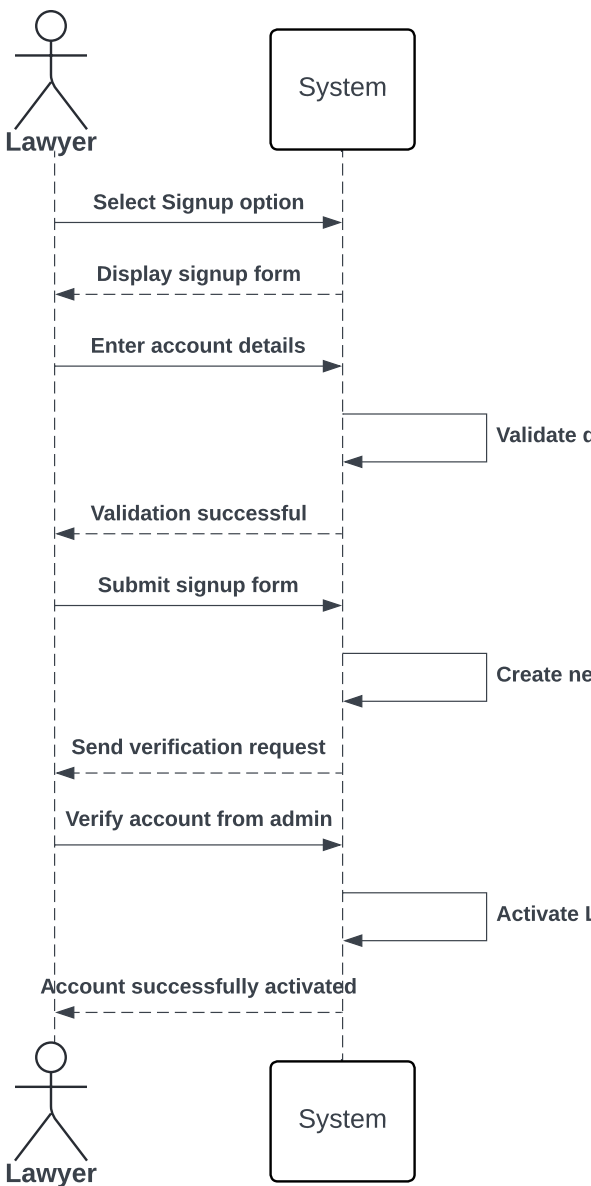 Lawyer
System
Select Signup option
Display signup form
Enter account details
Validate
Validation successful
Submit signup form
Create
Send verification request
Verify account from admin
Activate
Account successfully activated
Lawyer
System